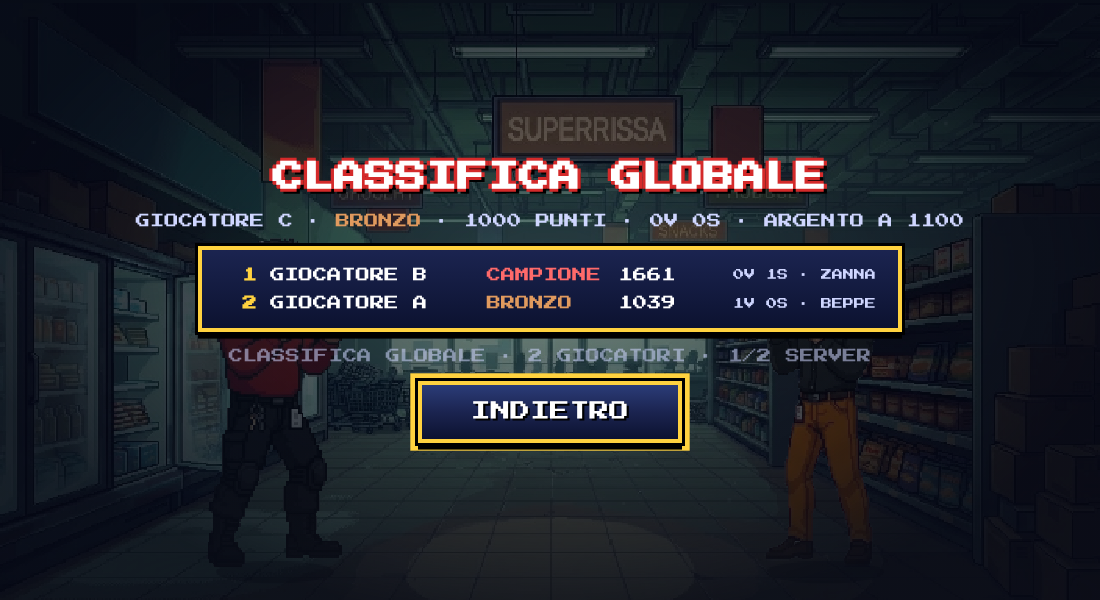 SUPERRISSA
CLASSIFICA GLOBALE
GIOCATORE C · BRONZO · 1000 PUNTI · 0V 0S · ARGENTO A 1100
SNACKS
1 GIOCATORE B CAMPIONE 1661 0V 1S · ZANNA
2 GIOCATORE A BRONZO 1039 1V 0S · BEPPE
CLASSIFICA GLOBALE · 2 GIOCATORI · 1/2 SERVER
INDIETRO